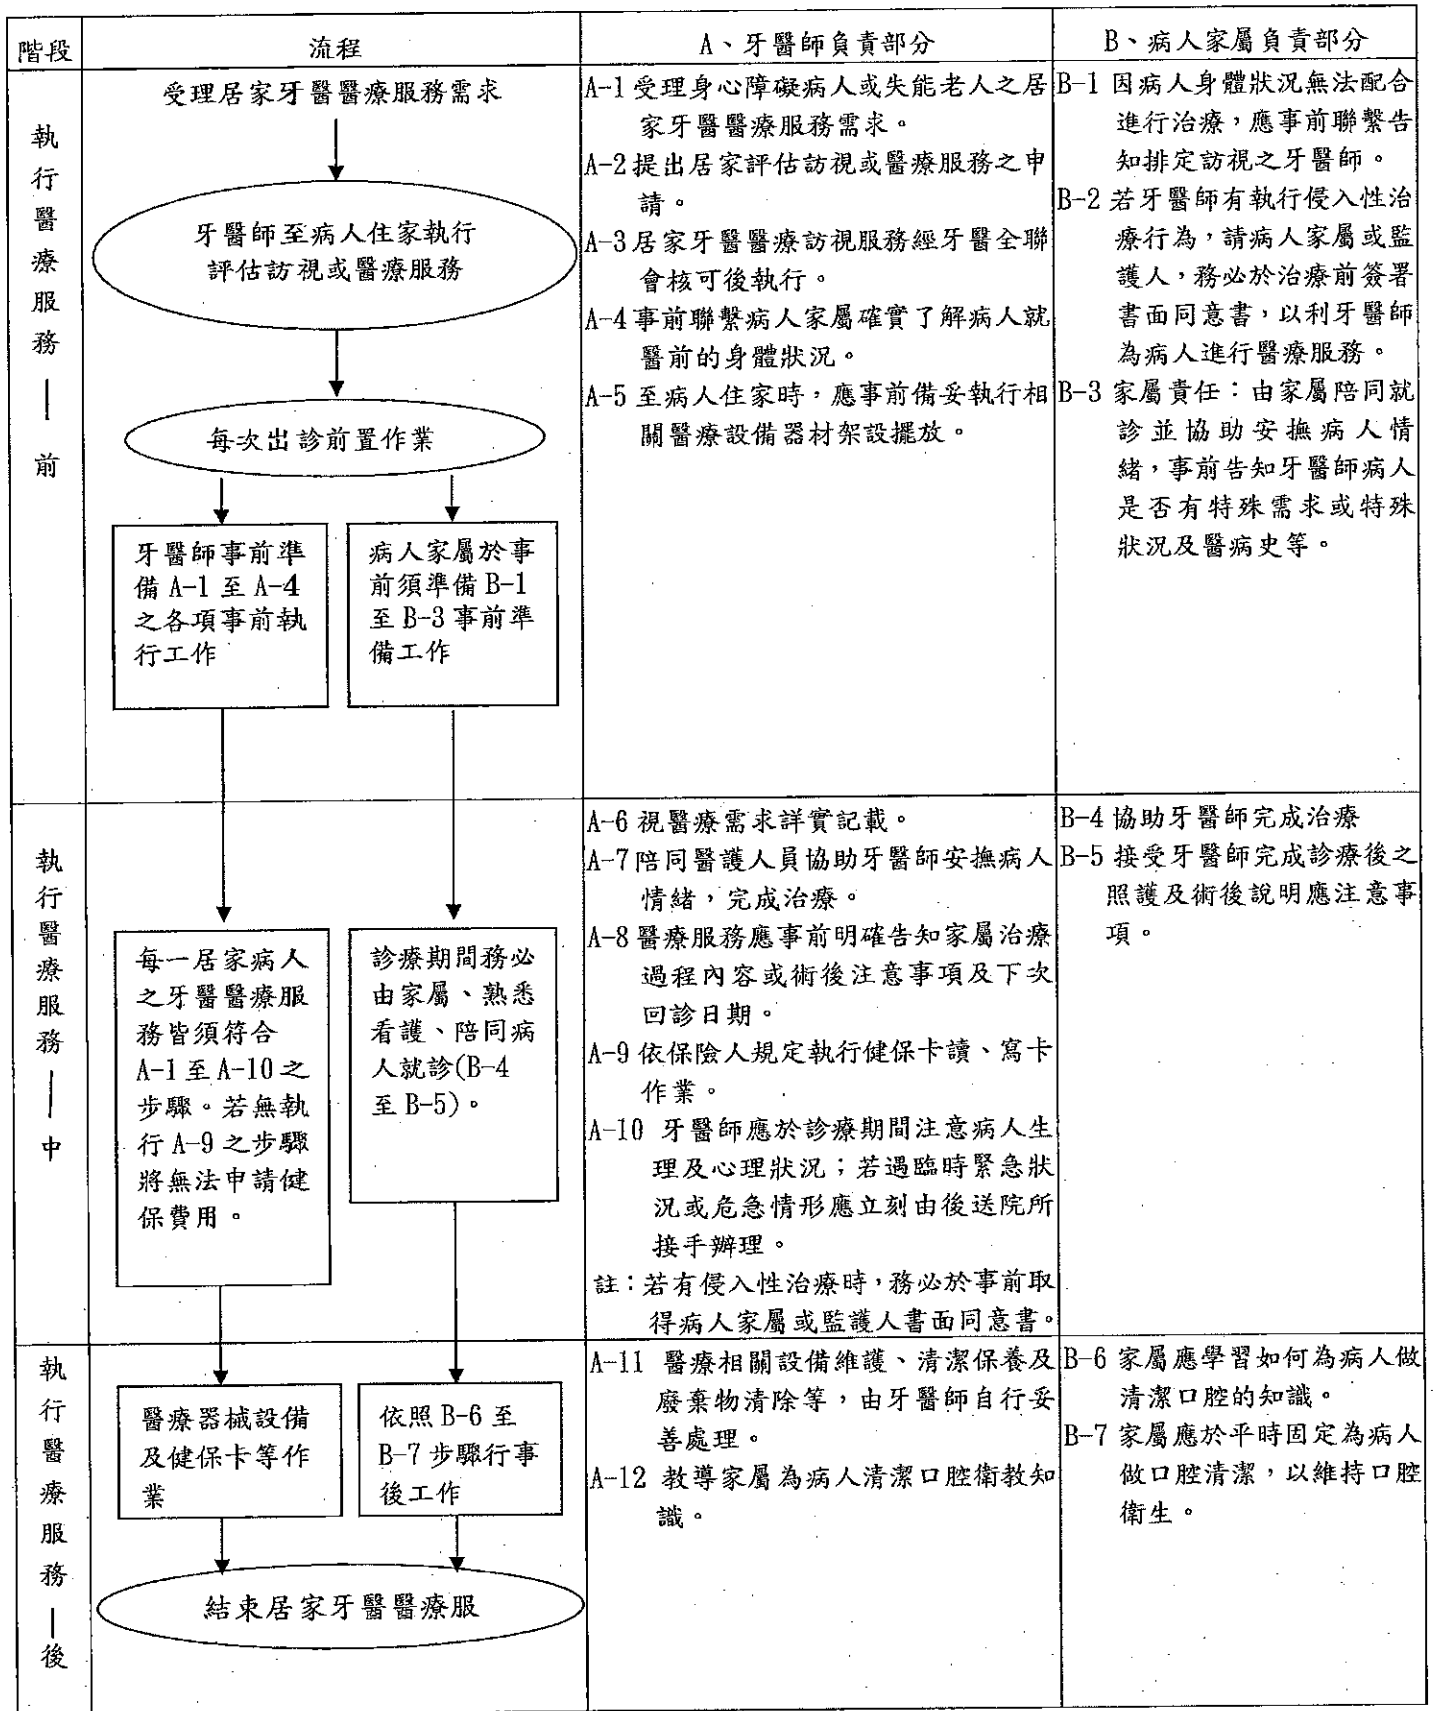 階段
流程
A、牙醫師負責部分
B、病人家屬負責部分
執行醫療服務—前
受理居家牙醫醫療服務需求
牙醫師至病人住家執行
評估訪視或醫療服務
每次出診前置作業
牙醫師事前準
備 A-1 至 A-4
之各項事前執
行工作
病人家屬於事
前須準備 B-1
至 B-3 事前準
備工作
A-1 受理身心障礙病人或失能老人之居
家牙醫醫療服務需求。
A-2 提出居家評估訪視或醫療服務之申
請。
A-3 居家牙醫醫療訪視服務經牙醫全聯
會核可後執行。
A-4 事前聯繫病人家屬確實了解病人就
醫前的身體狀況。
A-5 至病人住家時，應事前備妥執行相
關醫療設備器材架設擺放。
B-1 因病人身體狀況無法配合
進行治療，應事前聯繫告
知排定訪視之牙醫師。
B-2 若牙醫師有執行侵入性治
療行為，請病人家屬或監
護人，務必於治療前簽署
書面同意書，以利牙醫師
為病人進行醫療服務。
B-3 家屬責任：由家屬陪同就
診並協助安撫病人情
緒，事前告知牙醫師病人
是否有特殊需求或特殊
狀況及醫病史等。
執行醫療服務—中
每一居家病人
之牙醫醫療服
務皆須符合
A-1 至 A-10 之
步驟。若無執
行 A-9 之步驟
將無法申請健
保費用。
診療期間務必
由家屬、熟悉
看護、陪同病
人就診(B-4
至 B-5)。
A-6 視醫療需求詳實記載。
A-7 陪同醫護人員協助牙醫師安撫病人
情緒，完成治療。
A-8 醫療服務應事前明確告知家屬治療
過程內容或術後注意事項及下次
回診日期。
A-9 依保險人規定執行健保卡讀、寫卡
作業。
A-10 牙醫師應於診療期間注意病人生
理及心理狀況；若遇臨時緊急狀
況或危急情形應立刻由後送院所
接手辦理。
註：若有侵入性治療時，務必於事前取
得病人家屬或監護人書面同意書。
B-4 協助牙醫師完成治療
B-5 接受牙醫師完成診療後之
照護及術後說明應注意事
項。
執行醫療服務—後
醫療器械設備
及健保卡等作
業
依照 B-6 至
B-7 步驟行事
後工作
結束居家牙醫醫療服
A-11 醫療相關設備維護、清潔保養及
廢棄物清除等，由牙醫師自行妥
善處理。
A-12 教導家屬為病人清潔口腔衛教知
識。
B-6 家屬應學習如何為病人做
清潔口腔的知識。
B-7 家屬應於平時固定為病人
做口腔清潔，以維持口腔
衛生。